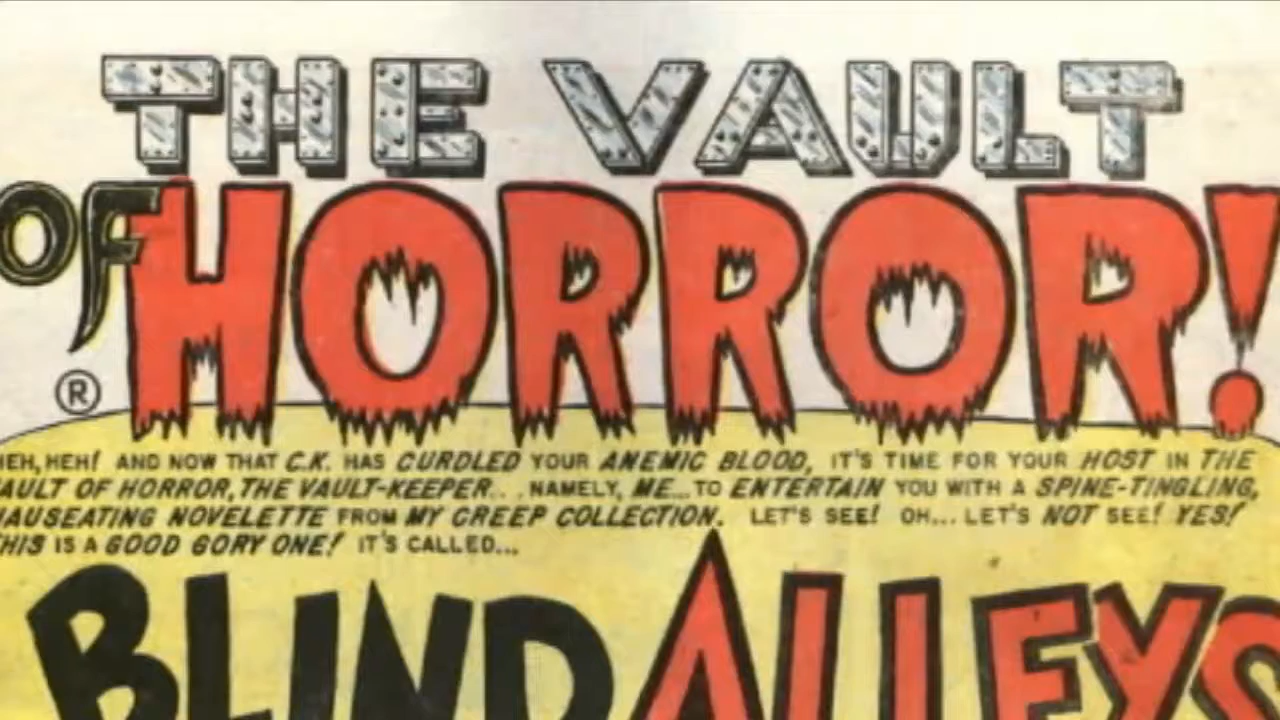 THE VAULT
OF HORROR!
®
HEH, HEH! AND NOW THAT C.K. HAS CURDLED YOUR ANEMIC BLOOD, IT'S TIME FOR YOUR HOST IN THE
VAULT OF HORROR, THE VAULT-KEEPER... NAMELY, ME... TO ENTERTAIN YOU WITH A SPINE-TINGLING,
NAUSEATING NOVELETTE FROM MY CREEP COLLECTION. LET'S SEE! OH... LET'S NOT SEE! YES!
THIS IS A GOOD GORY ONE! IT'S CALLED...
BLIND ALLEYS